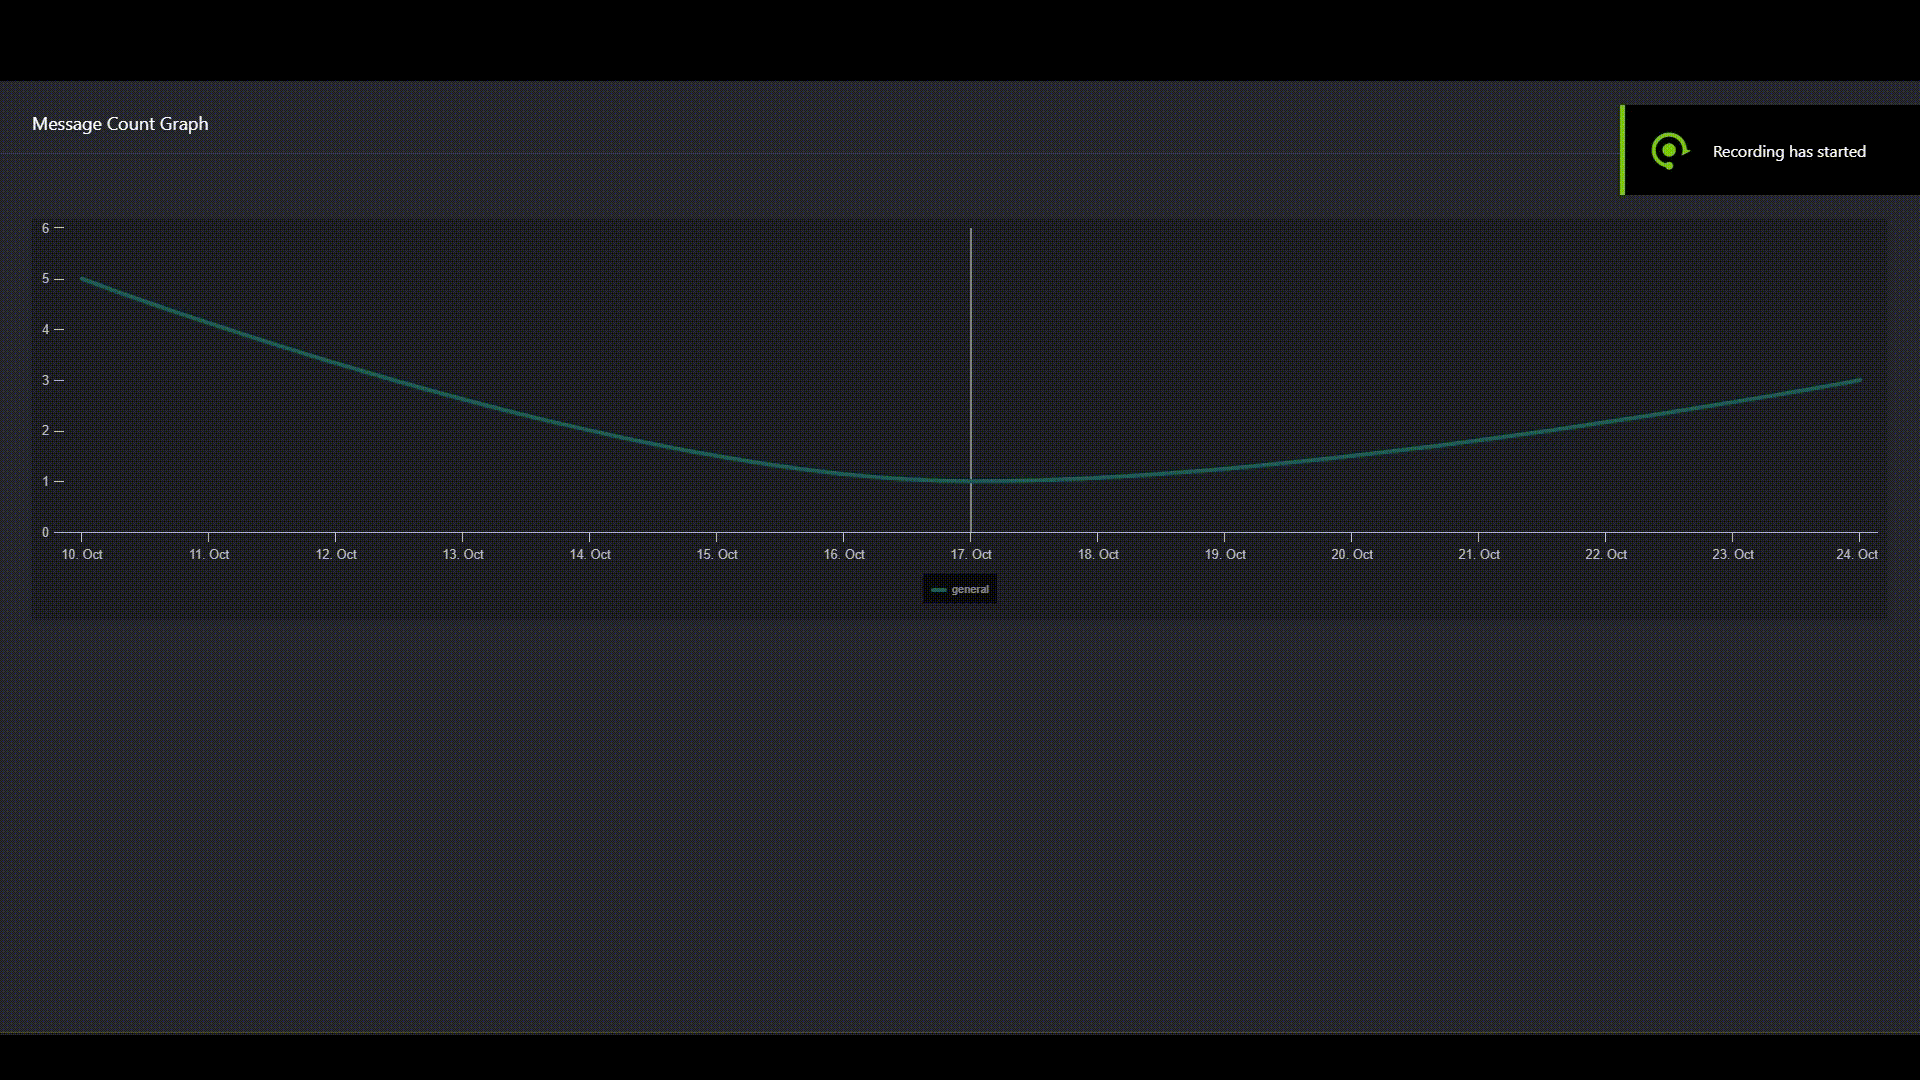 Message Count Graph
Recording has started
6
5
4
3
2
1
0
10. Oct 11. Oct 12. Oct 13. Oct 14. Oct 15. Oct 16. Oct 17. Oct 18. Oct 19. Oct 20. Oct 21. Oct 22. Oct 23. Oct 24. Oct
general